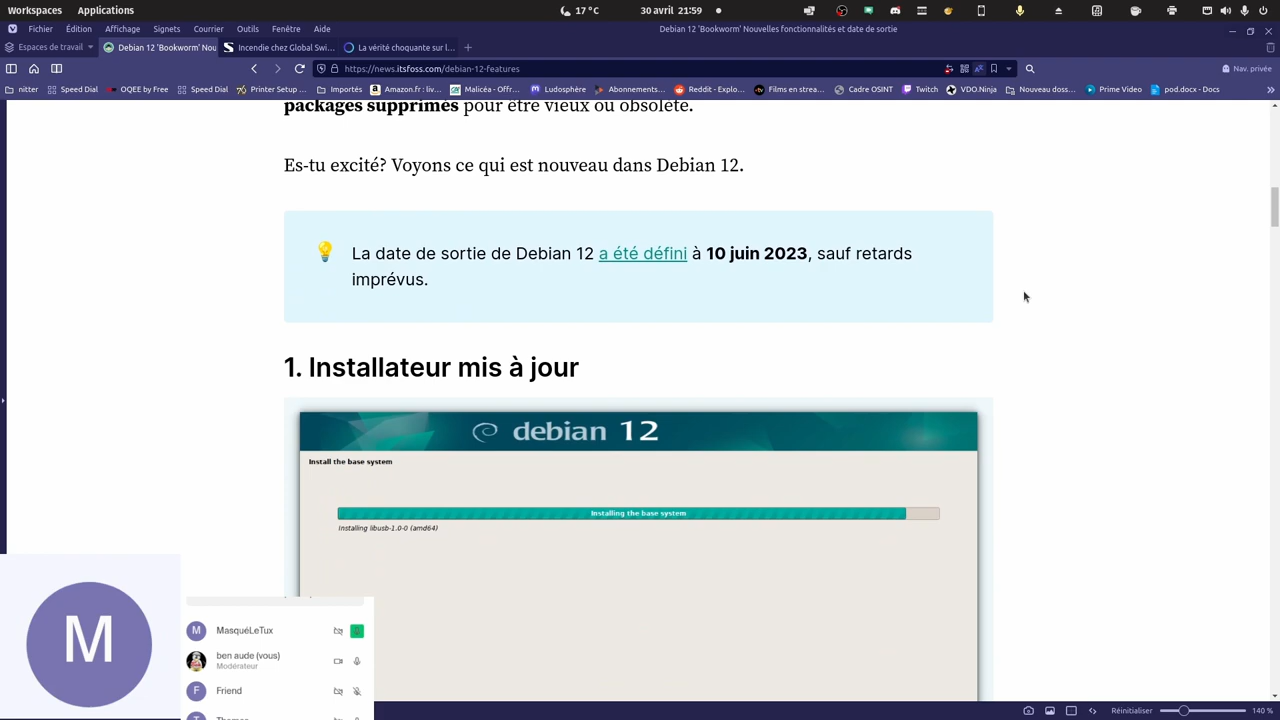 Workspaces Applications
Fichier Édition Affichage Signets Courrier Outils Fenêtre Aide
Debian 12 'Bookworm' Nouvelles fonctionnalités et date de sortie
Espaces de travail Debian 12 'Bookworm' Nou Incendie chez Global Swi... La vérité choquante sur l...
https://news.itsfoss.com/debian-12-features Nav. privée
nitter Speed Dial OQEE by Free Speed Dial Printer Setup ... Importés Amazon.fr : liv... Malicéa - Offert... Ludosphère Abonnements... Reddit - Explo... Films en strea... Cadre OSINT Twitch VDO.Ninja Nouveau doss... Prime Video pod.docx - Docs
packages supprimés pour être vieux ou obsolète.
Es-tu excité? Voyons ce qui est nouveau dans Debian 12.
💡 La date de sortie de Debian 12 a été défini à 10 juin 2023, sauf retards
imprévus.
1. Installateur mis à jour
debian 12
Install the base system
Installing the base system
Installing libusb-1.0-0 (amd64)
M
M MasquéLeTux
ben aude (vous)
Modérateur
F Friend
Réinitialiser 140 %